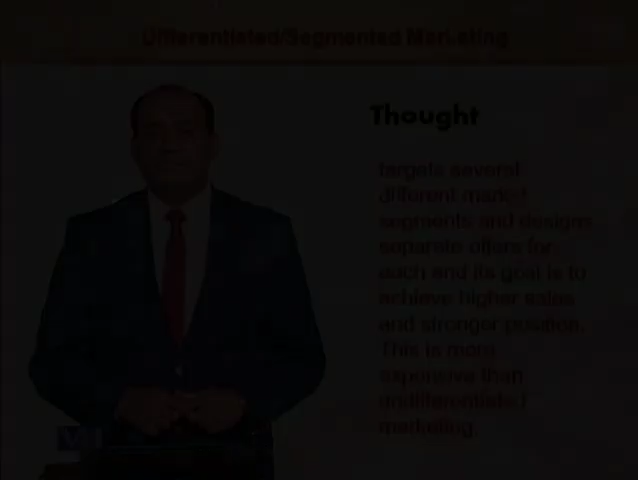 Differentiated/Segmented Marketing
Thought
targets several
different market
segments and designs
separate offers for
each and its goal is to
achieve higher sales
and stronger position.
This is more
expensive than
undifferentiated
marketing.